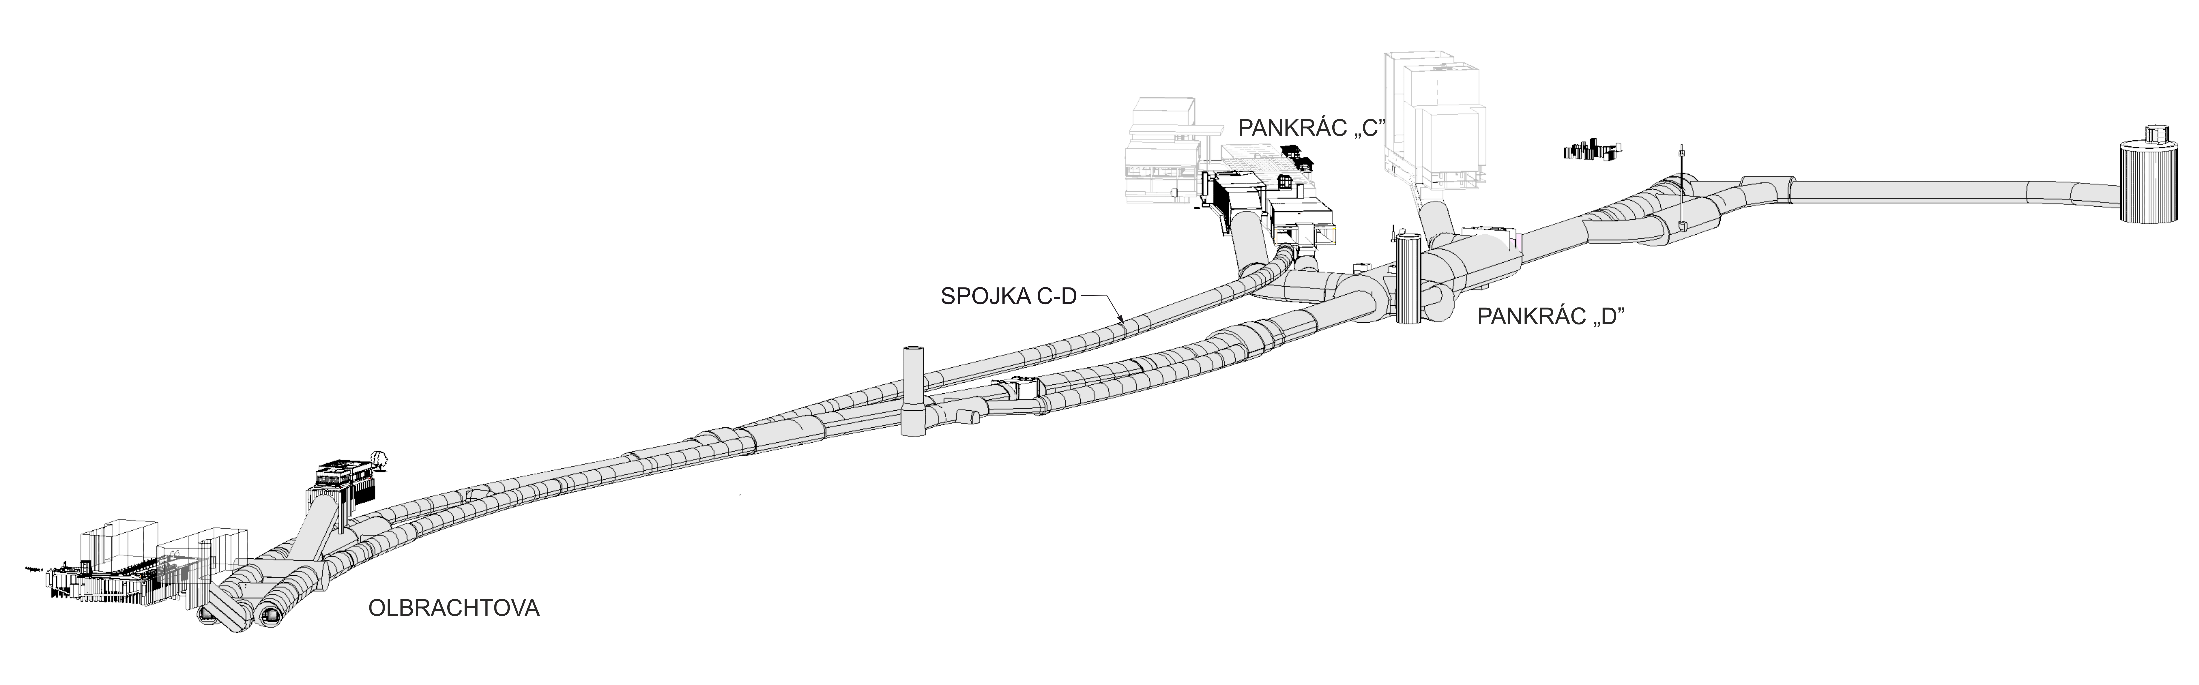 PANKRÁC „C”
SPOJKA C-D
PANKRÁC „D”
OLBRACHTOVA